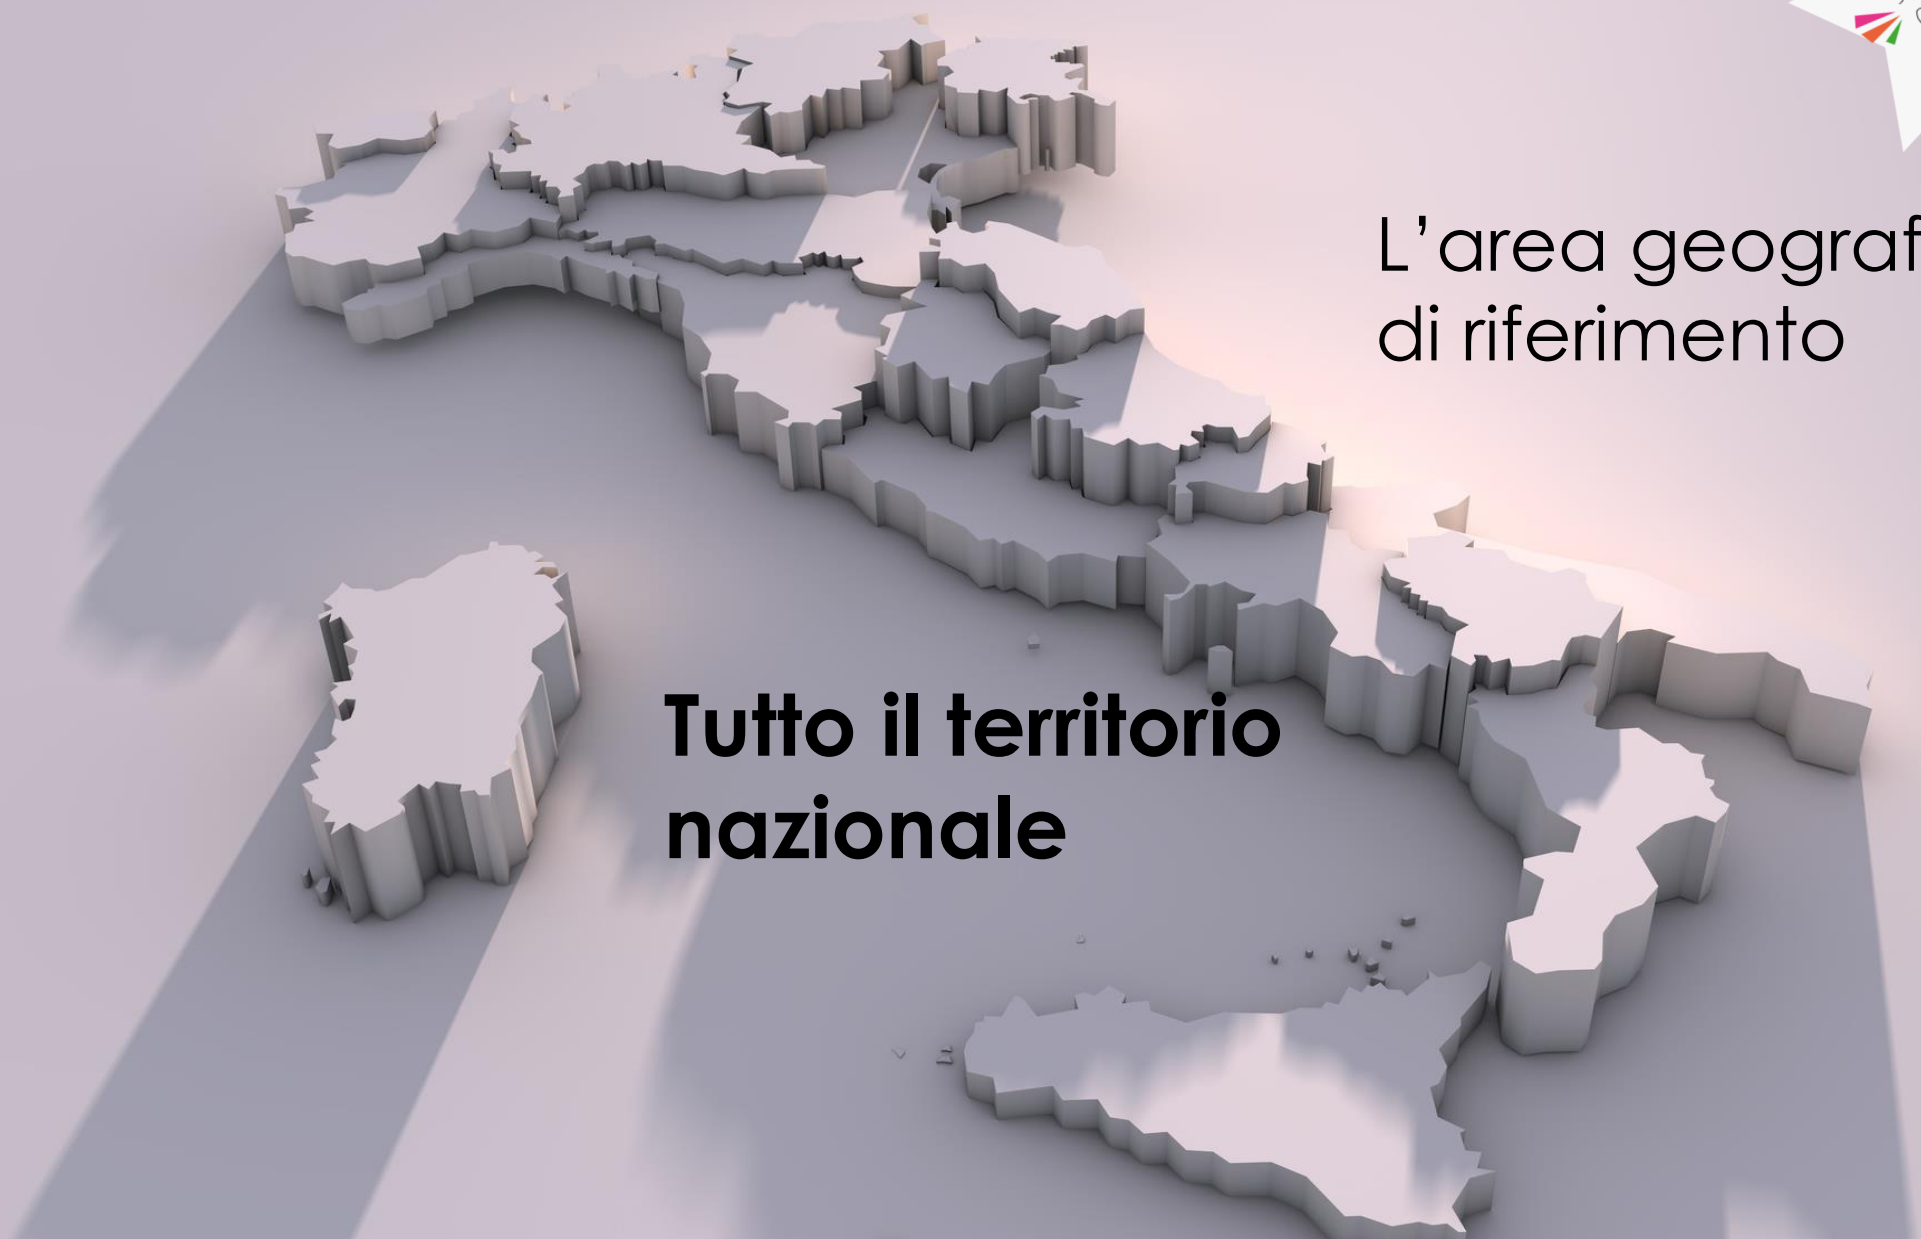 L'area geograf
di riferimento
Tutto il territorio
nazionale